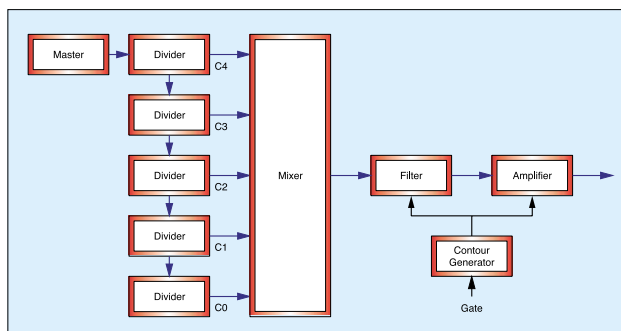 Master
Divider
C4
Divider
C3
Divider
C2
Divider
C1
Divider
C0
Mixer
Filter
Amplifier
Contour
Generator
Gate